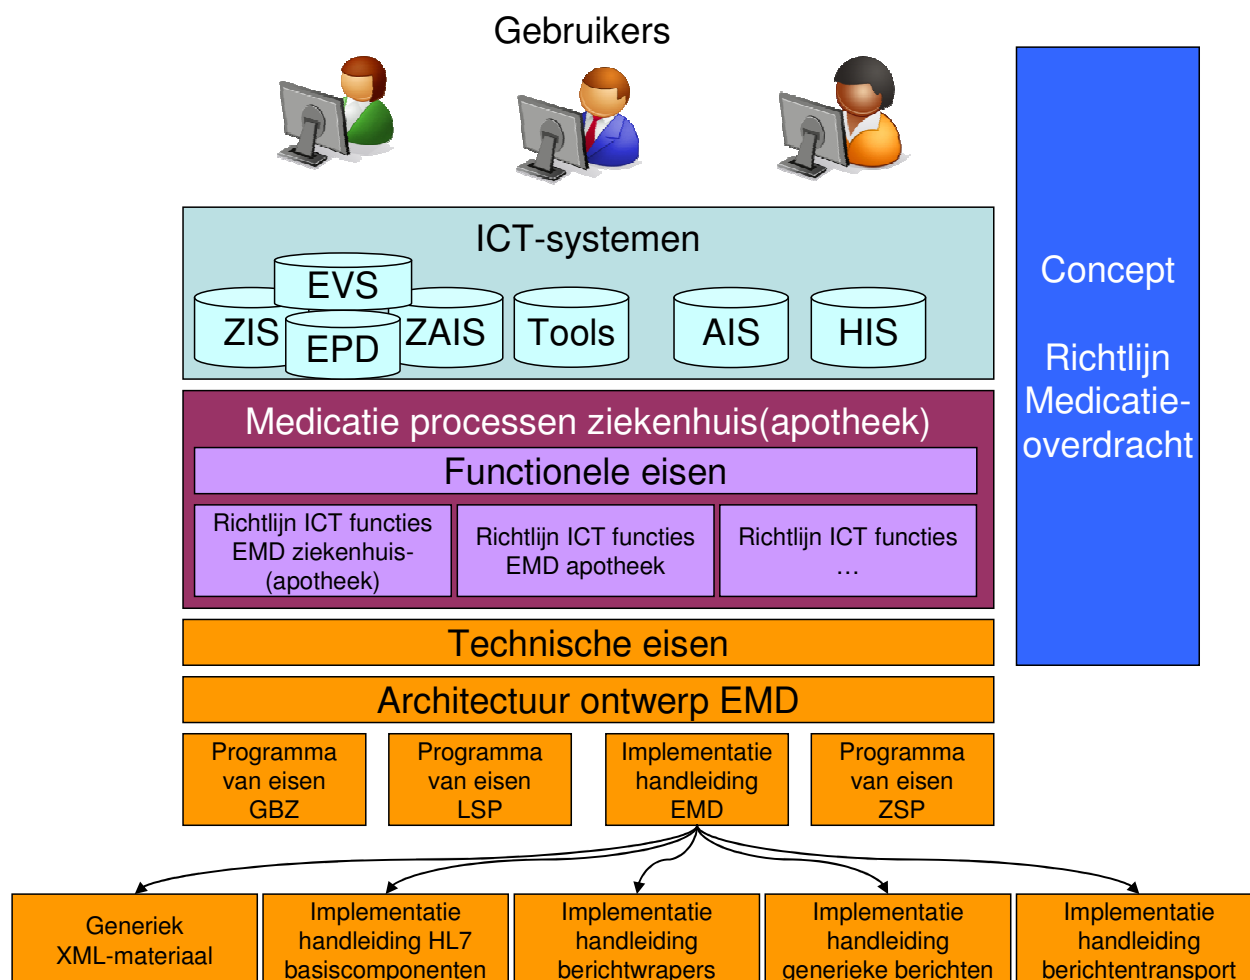 Gebruikers
ICT-systemen
EVS
ZIS
EPD
ZAIS
Tools
AIS
HIS
Concept
Richtlijn
Medicatie-
overdracht
Medicatie processen ziekenhuis(apotheek)
Functionele eisen
Richtlijn ICT functies
EMD ziekenhuis-
(apotheek)
Richtlijn ICT functies
EMD apotheek
Richtlijn ICT functies
…
Technische eisen
Architectuur ontwerp EMD
Programma
van eisen
GBZ
Programma
van eisen
LSP
Implementatie
handleiding
EMD
Programma
van eisen
ZSP
Generiek
XML-materiaal
Implementatie
handleiding HL7
basiscomponenten
Implementatie
handleiding
berichtwrapers
Implementatie
handleiding
generieke berichten
Implementatie
handleiding
berichtentransport